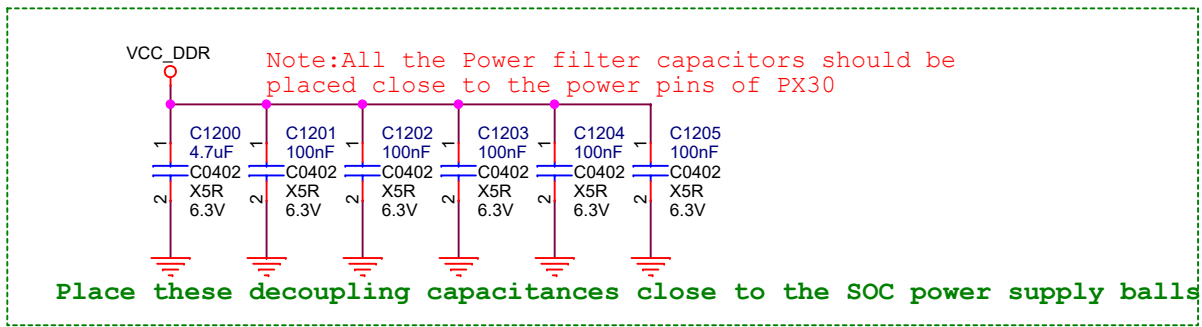 VCC_DDR
Note:All the Power filter capacitors should be
placed close to the power pins of PX30
1 C1200 1 C1201 1 C1202 1 C1203 1 C1204 1 C1205
4.7uF 100nF 100nF 100nF 100nF 100nF
C0402 C0402 C0402 C0402 C0402 C0402
2 X5R 2 X5R 2 X5R 2 X5R 2 X5R 2 X5R
6.3V 6.3V 6.3V 6.3V 6.3V 6.3V
Place these decoupling capacitances close to the SOC power supply balls